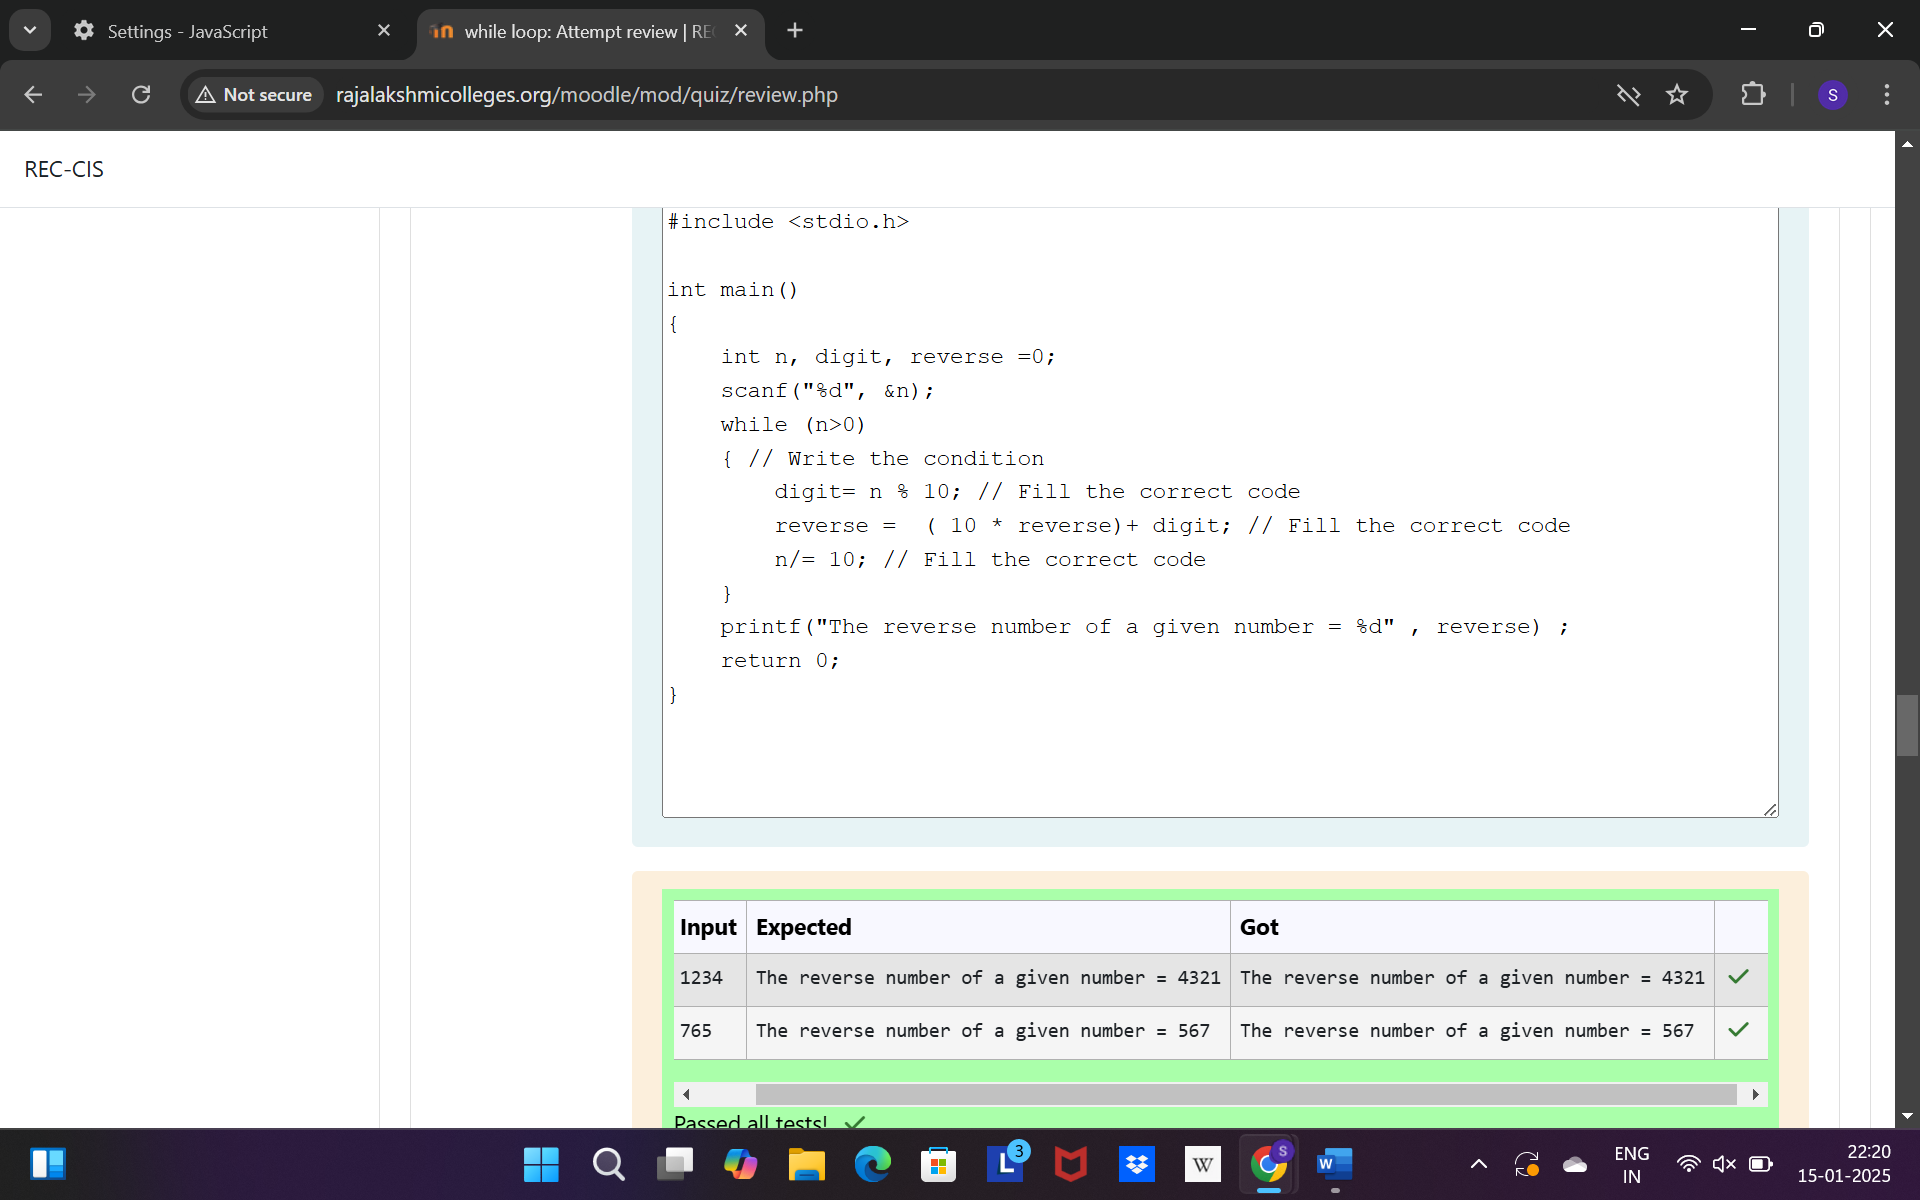 Settings - JavaScript
while loop: Attempt review | REC
Not secure
rajalakshmicolleges.org/moodle/mod/quiz/review.php
S
REC-CIS
#include <stdio.h>
int main()
{
int n, digit, reverse =0;
scanf("%d", &n);
while (n>0)
{ // Write the condition
digit= n % 10; // Fill the correct code
reverse =  ( 10 * reverse)+ digit; // Fill the correct code
n/= 10; // Fill the correct code
}
printf("The reverse number of a given number = %d" , reverse) ;
return 0;
}
Input Expected Got
1234 The reverse number of a given number = 4321 The reverse number of a given number = 4321
765 The reverse number of a given number = 567 The reverse number of a given number = 567
Passed all tests!
L 3
W
S
W
ENG
IN
22:20
15-01-2025